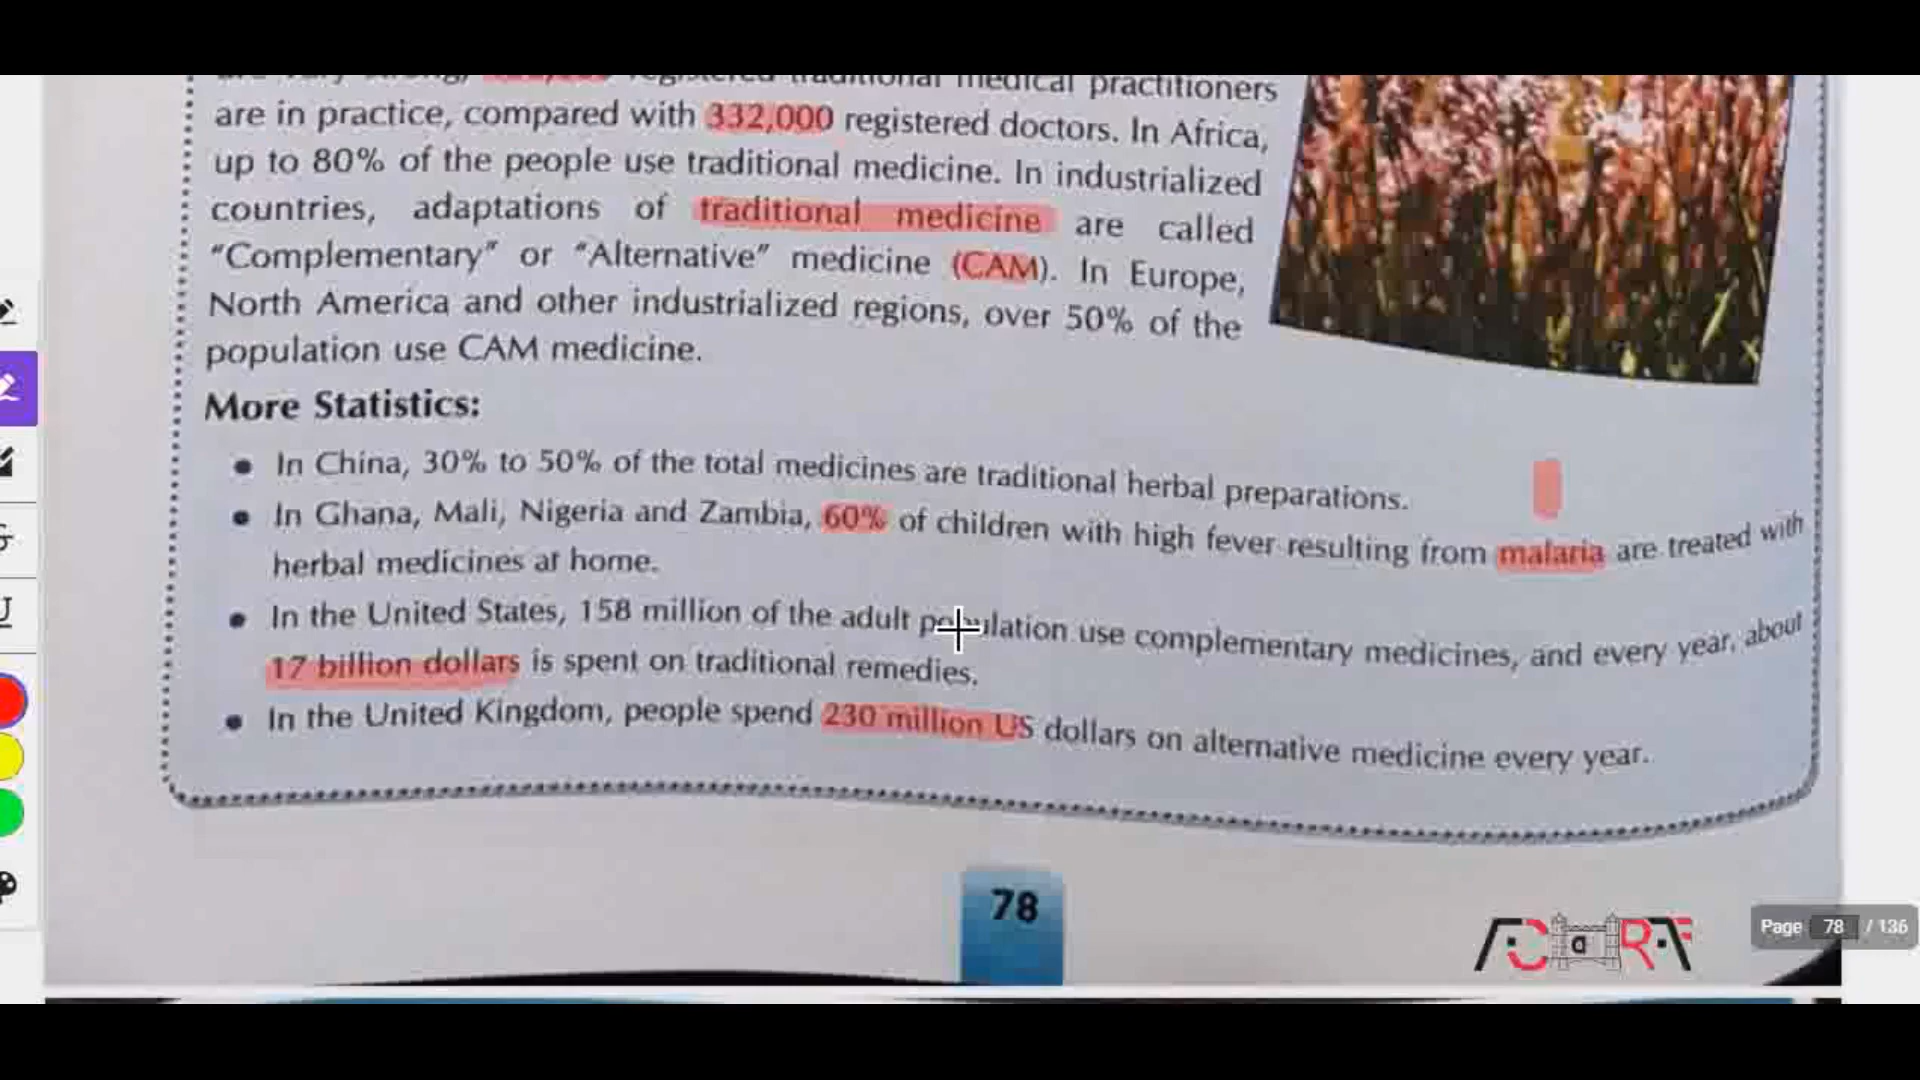 registered traditional medical practitioners
are in practice, compared with 332,000 registered doctors. In Africa,
up to 80% of the people use traditional medicine. In industrialized
countries, adaptations of traditional medicine are called
“Complementary” or “Alternative” medicine (CAM). In Europe,
North America and other industrialized regions, over 50% of the
population use CAM medicine.
More Statistics:
• In China, 30% to 50% of the total medicines are traditional herbal preparations.
• In Ghana, Mali, Nigeria and Zambia, 60% of children with high fever resulting from malaria are treated with
herbal medicines at home.
• In the United States, 158 million of the adult population use complementary medicines, and every year, about
17 billion dollars is spent on traditional remedies.
• In the United Kingdom, people spend 230 million US dollars on alternative medicine every year.
78
Page 78 / 136